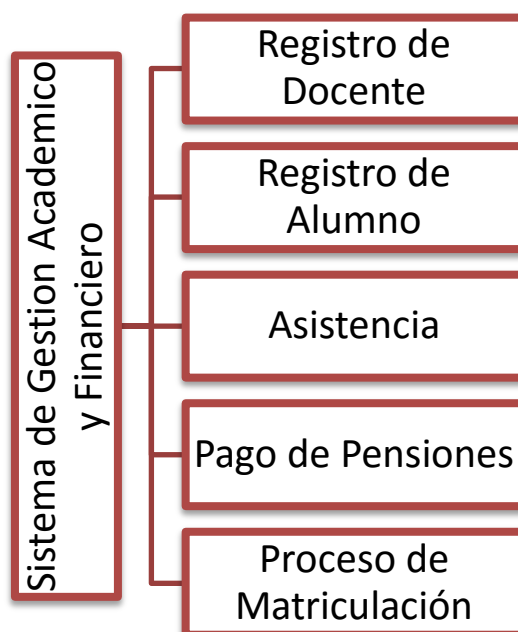 Sistema de Gestion Academico
y Financiero
Registro de
Docente
Registro de
Alumno
Asistencia
Pago de Pensiones
Proceso de
Matriculación